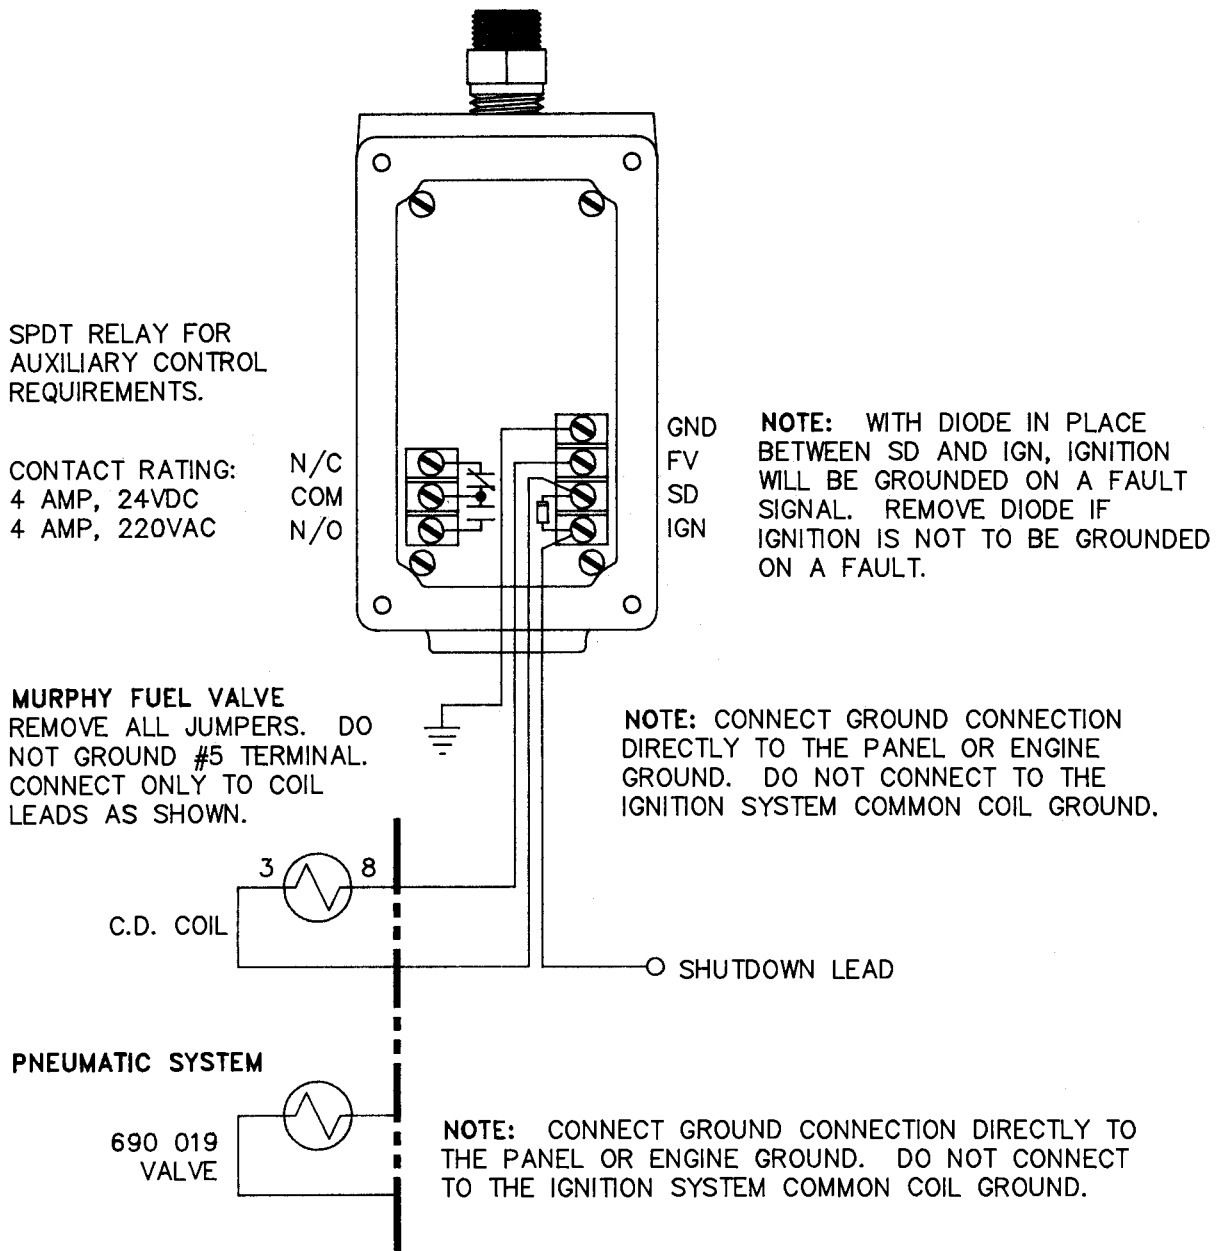 SPDT RELAY FOR
AUXILIARY CONTROL
REQUIREMENTS.
CONTACT RATING:
4 AMP, 24VDC
4 AMP, 220VAC
N/C
COM
N/O
GND
FV
SD
IGN
NOTE: WITH DIODE IN PLACE
BETWEEN SD AND IGN, IGNITION
WILL BE GROUNDED ON A FAULT
SIGNAL. REMOVE DIODE IF
IGNITION IS NOT TO BE GROUNDED
ON A FAULT.
MURPHY FUEL VALVE
REMOVE ALL JUMPERS. DO
NOT GROUND #5 TERMINAL.
CONNECT ONLY TO COIL
LEADS AS SHOWN.
NOTE: CONNECT GROUND CONNECTION
DIRECTLY TO THE PANEL OR ENGINE
GROUND. DO NOT CONNECT TO THE
IGNITION SYSTEM COMMON COIL GROUND.
3 8
C.D. COIL
SHUTDOWN LEAD
PNEUMATIC SYSTEM
690 019
VALVE
NOTE: CONNECT GROUND CONNECTION DIRECTLY TO
THE PANEL OR ENGINE GROUND. DO NOT CONNECT
TO THE IGNITION SYSTEM COMMON COIL GROUND.